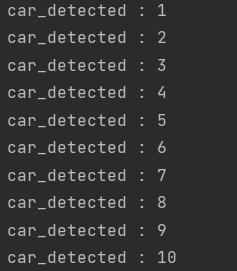 car_detected : 1
car_detected : 2
car_detected : 3
car_detected : 4
car_detected : 5
car_detected : 6
car_detected : 7
car_detected : 8
car_detected : 9
car_detected : 10